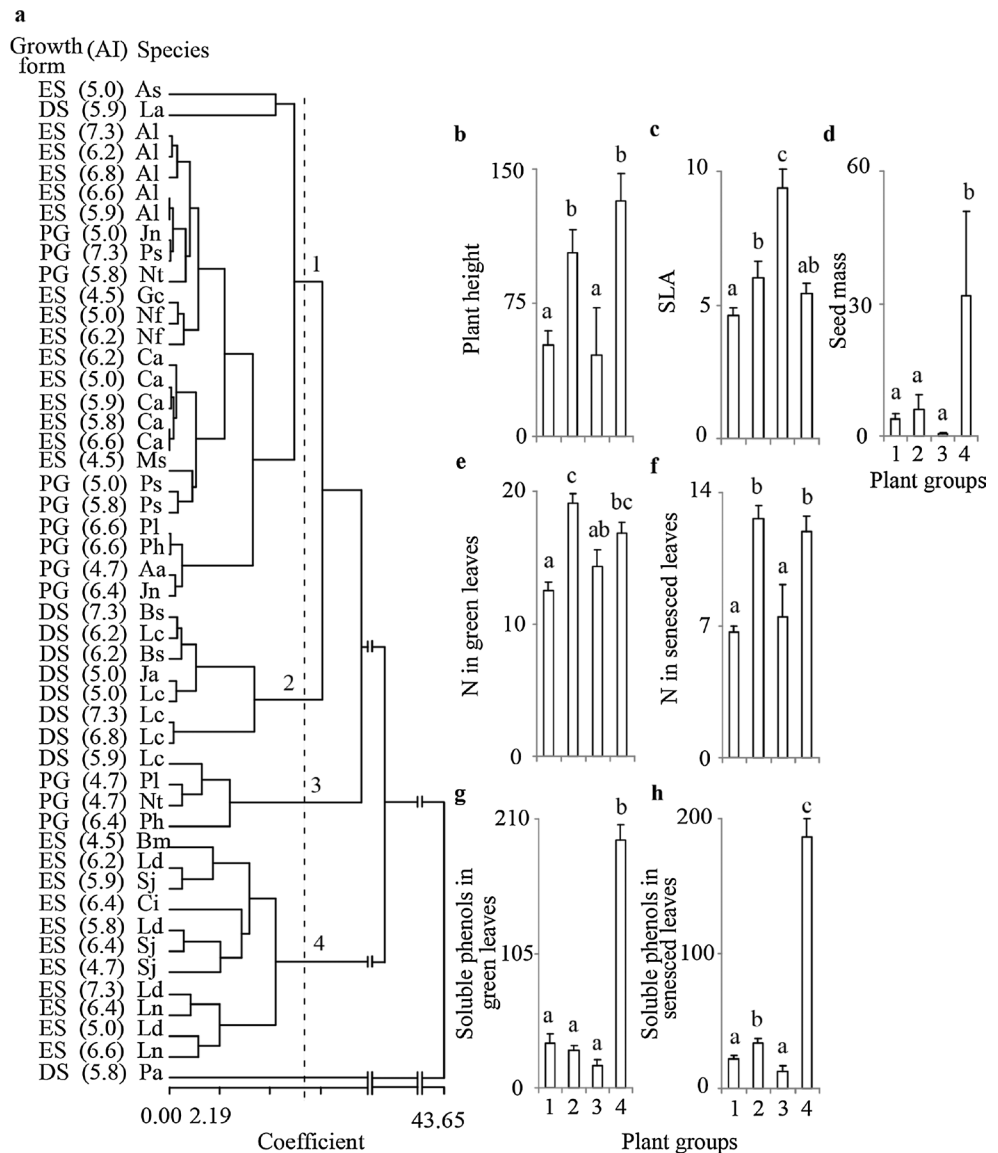 a
Growth (AI) Species
form
ES (5.0) As
DS (5.9) La
ES (7.3) Al
ES (6.2) Al
ES (6.8) Al
ES (6.6) Al
ES (5.9) Al
PG (5.0) Jn
PG (7.3) Ps
PG (5.8) Nt
ES (4.5) Gc
ES (5.0) Nf
ES (6.2) Nf
ES (6.2) Ca
ES (5.0) Ca
ES (5.9) Ca
ES (5.8) Ca
ES (6.6) Ca
ES (4.5) Ms
PG (5.0) Ps
PG (5.8) Ps
PG (6.6) Pl
PG (6.6) Ph
PG (4.7) Aa
PG (6.4) Jn
DS (7.3) Bs
DS (6.2) Lc
DS (6.2) Bs
DS (5.0) Ja
DS (5.0) Lc
DS (7.3) Lc
DS (6.8) Lc
DS (5.9) Lc
PG (4.7) Pl
PG (4.7) Nt
PG (6.4) Ph
ES (4.5) Bm
ES (6.2) Ld
ES (5.9) Sj
ES (6.4) Ci
ES (5.8) Ld
ES (6.4) Sj
ES (4.7) Sj
ES (7.3) Ld
ES (6.4) Ln
ES (5.0) Ld
ES (6.6) Ln
DS (5.8) Pa
1
2
3
4
0.00 2.19 43.65
Coefficient
b
Plant height
150
75
0
a b a b
c
SLA
10
5
0
a b c ab
d
Seed mass
60
30
0
a a a b
1 2 3 4
Plant groups
e
N in green leaves
20
10
0
a c ab bc
f
N in senesced leaves
14
7
0
a b a b
g
Soluble phenols in
green leaves
210
105
0
a a a b
1 2 3 4
h
Soluble phenols in
senesced leaves
200
100
0
a b a c
1 2 3 4
Plant groups